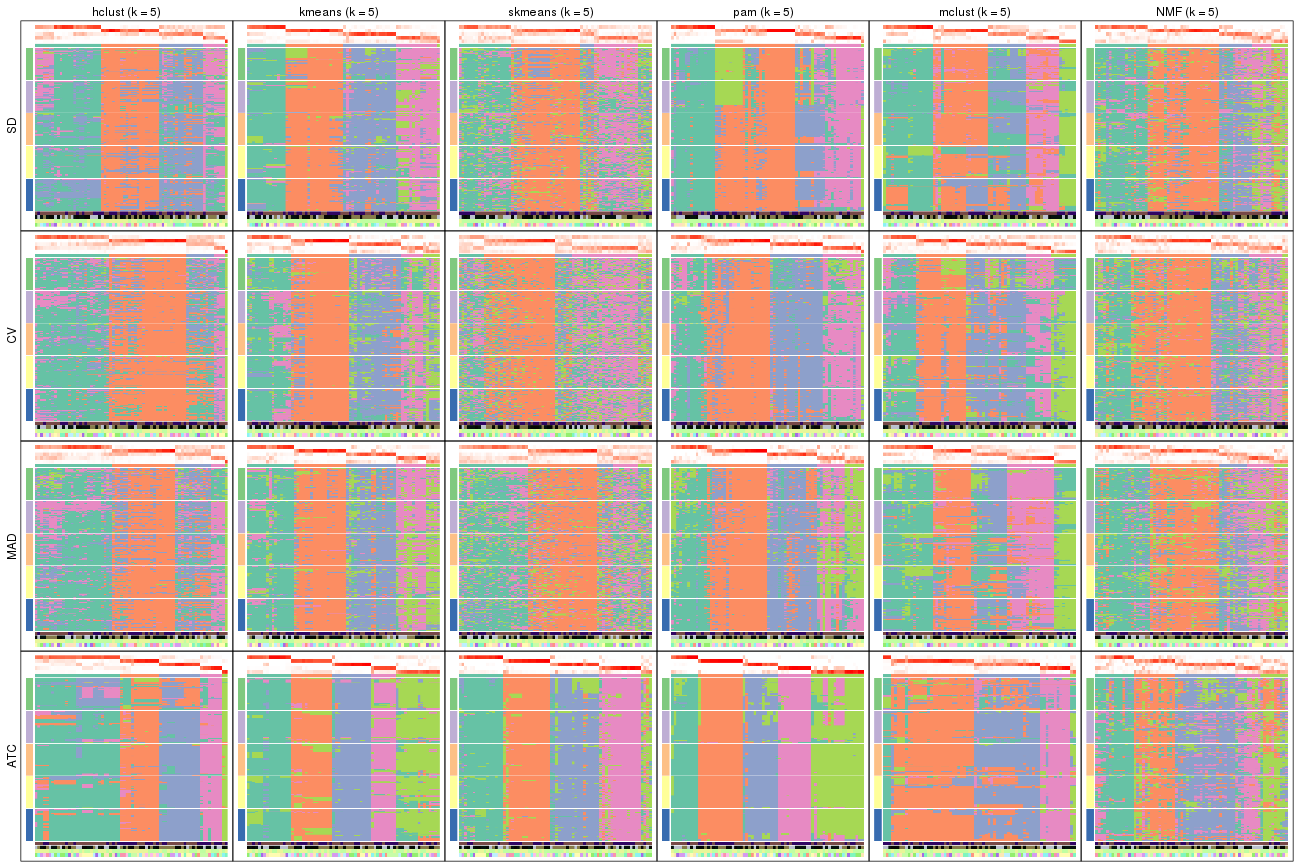 hclust (k = 5) kmeans (k = 5) skmeans (k = 5) pam (k = 5) mclust (k = 5) NMF (k = 5)
SD
CV
MAD
ATC